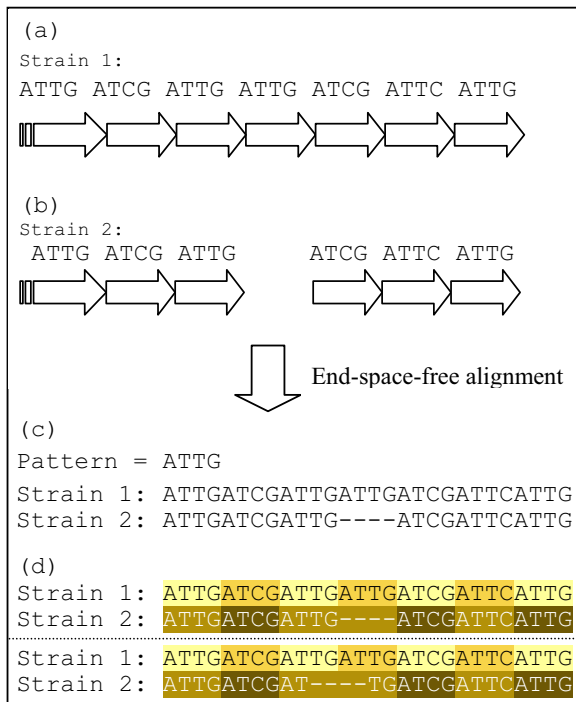 (a)
Strain 1:
ATTG ATCG ATTG ATTG ATCG ATTC ATTG
(b)
Strain 2:
ATTG ATCG ATTG ATCG ATTC ATTG
End-space-free alignment
(c)
Pattern = ATTG
Strain 1: ATTGATCGATTGATTGATCGATTCATTG
Strain 2: ATTGATCGATTG----ATCGATTCATTG
(d)
Strain 1: ATTGATCGATTGATTGATCGATTCATTG
Strain 2: ATTGATCGATTG----ATCGATTCATTG
Strain 1: ATTGATCGATTGATTGATCGATTCATTG
Strain 2: ATTGATCGAT----TGATCGATTCATTG